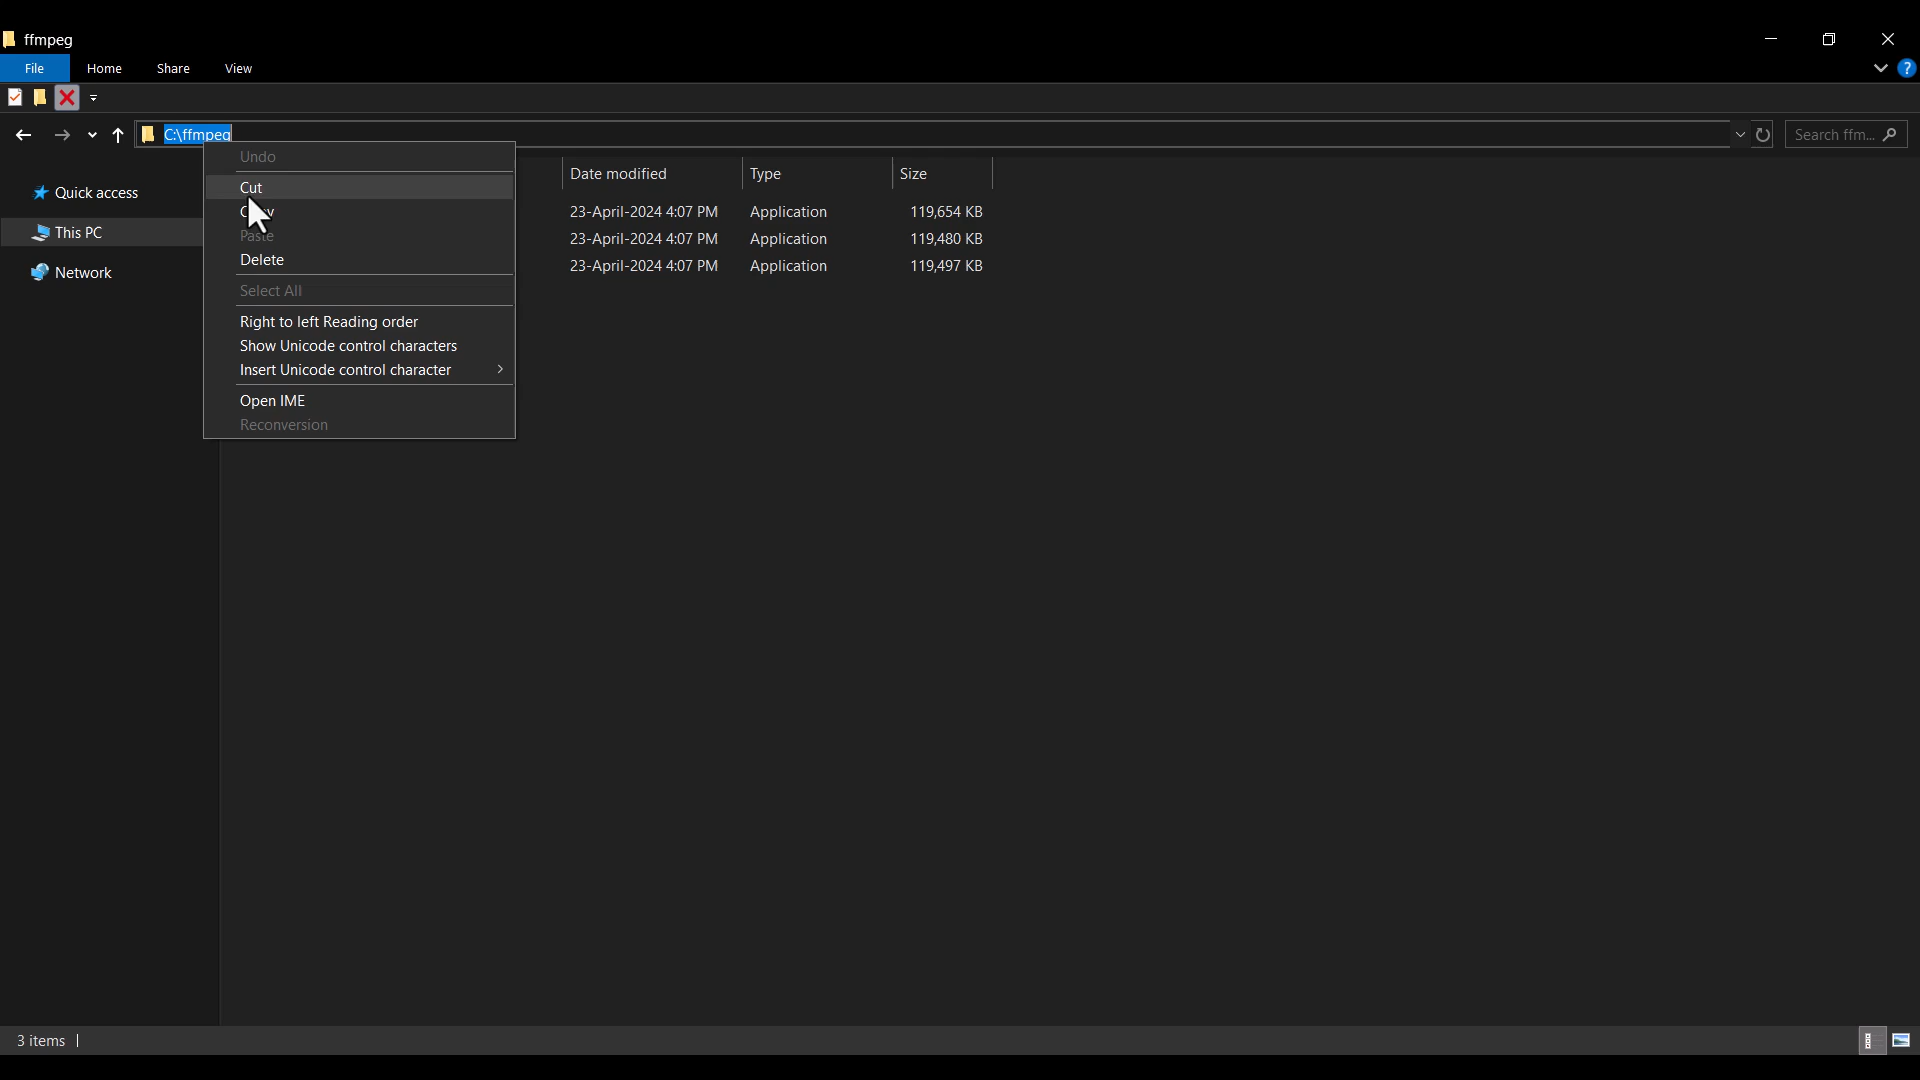 ffmpeg
File Home Share View
C:\ffmpeg
Search ffm...
Undo
Cut
Paste
Delete
Select All
Right to left Reading order
Show Unicode control characters
Insert Unicode control character
Open IME
Reconversion
Quick access
This PC
Network
Date modified Type Size
23-April-2024 4:07 PM Application 119,654 KB
23-April-2024 4:07 PM Application 119,480 KB
23-April-2024 4:07 PM Application 119,497 KB
3 items